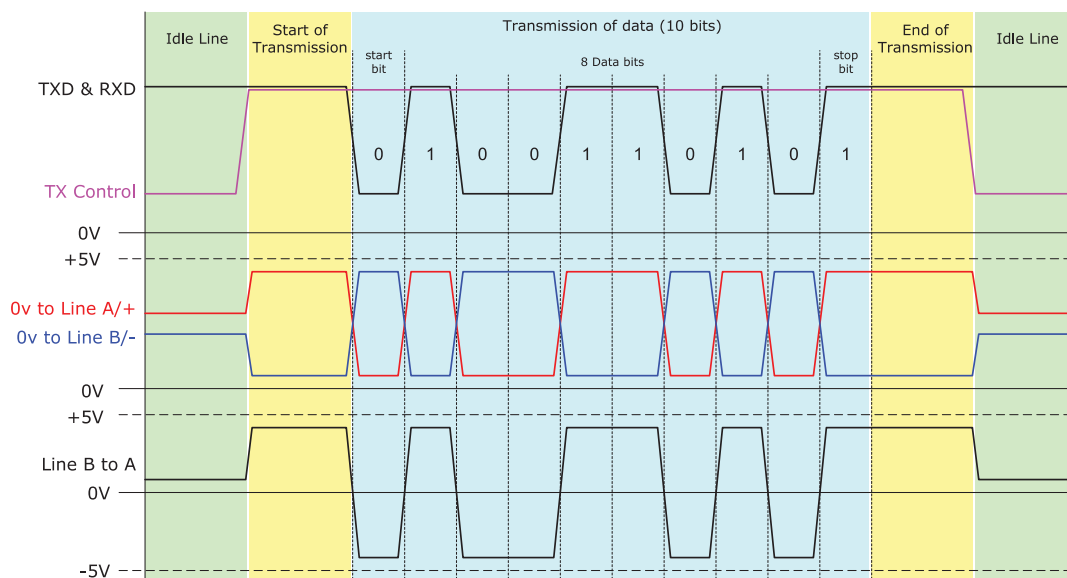 Transmission of data (10 bits)
Idle Line
Start of
Transmission
End of
Transmission
Idle Line
start
bit
8 Data bits
stop
bit
TXD & RXD
0 1 0 0 1 1 0 1 0 1
TX Control
0V
+5V
0v to Line A/+
0v to Line B/-
0V
+5V
Line B to A
0V
-5V